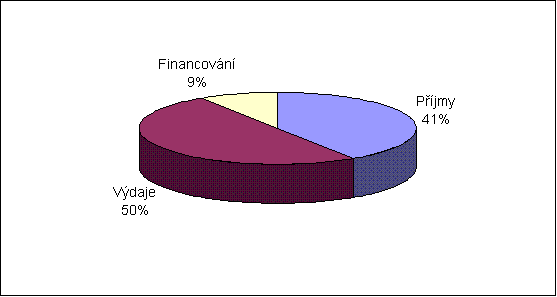 Financování
9%
Příjmy
41%
Výdaje
50%